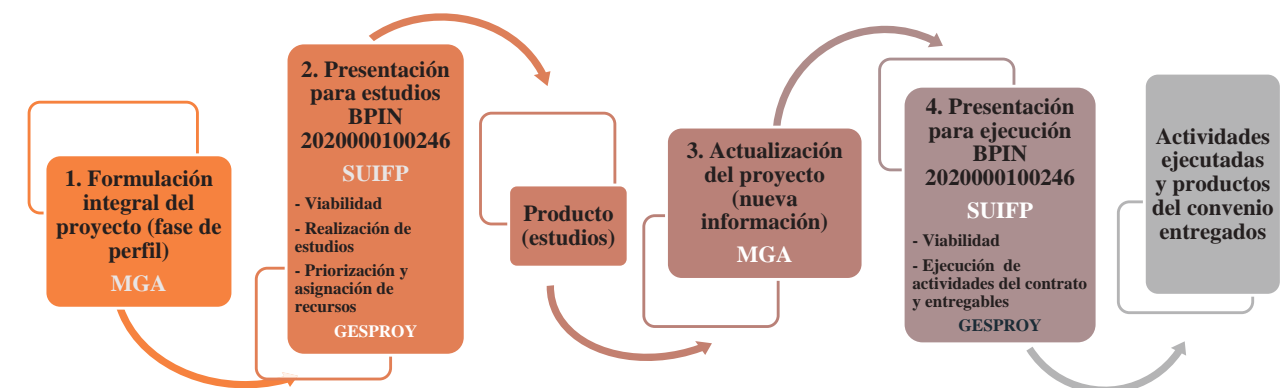 1. Formulación
integral del
proyecto (fase de
perfil)
MGA
2. Presentación
para estudios
BPIN
2020000100246
SUIFP
- Viabilidad
- Realización de
estudios
- Priorización y
asignación de
recursos
GESPROY
Producto
(estudios)
3. Actualización
del proyecto
(nueva
información)
MGA
4. Presentación
para ejecución
BPIN
2020000100246
SUIFP
- Viabilidad
- Ejecución de
actividades del contrato
y entregables
GESPROY
Actividades
ejecutadas
y productos
del convenio
entregados